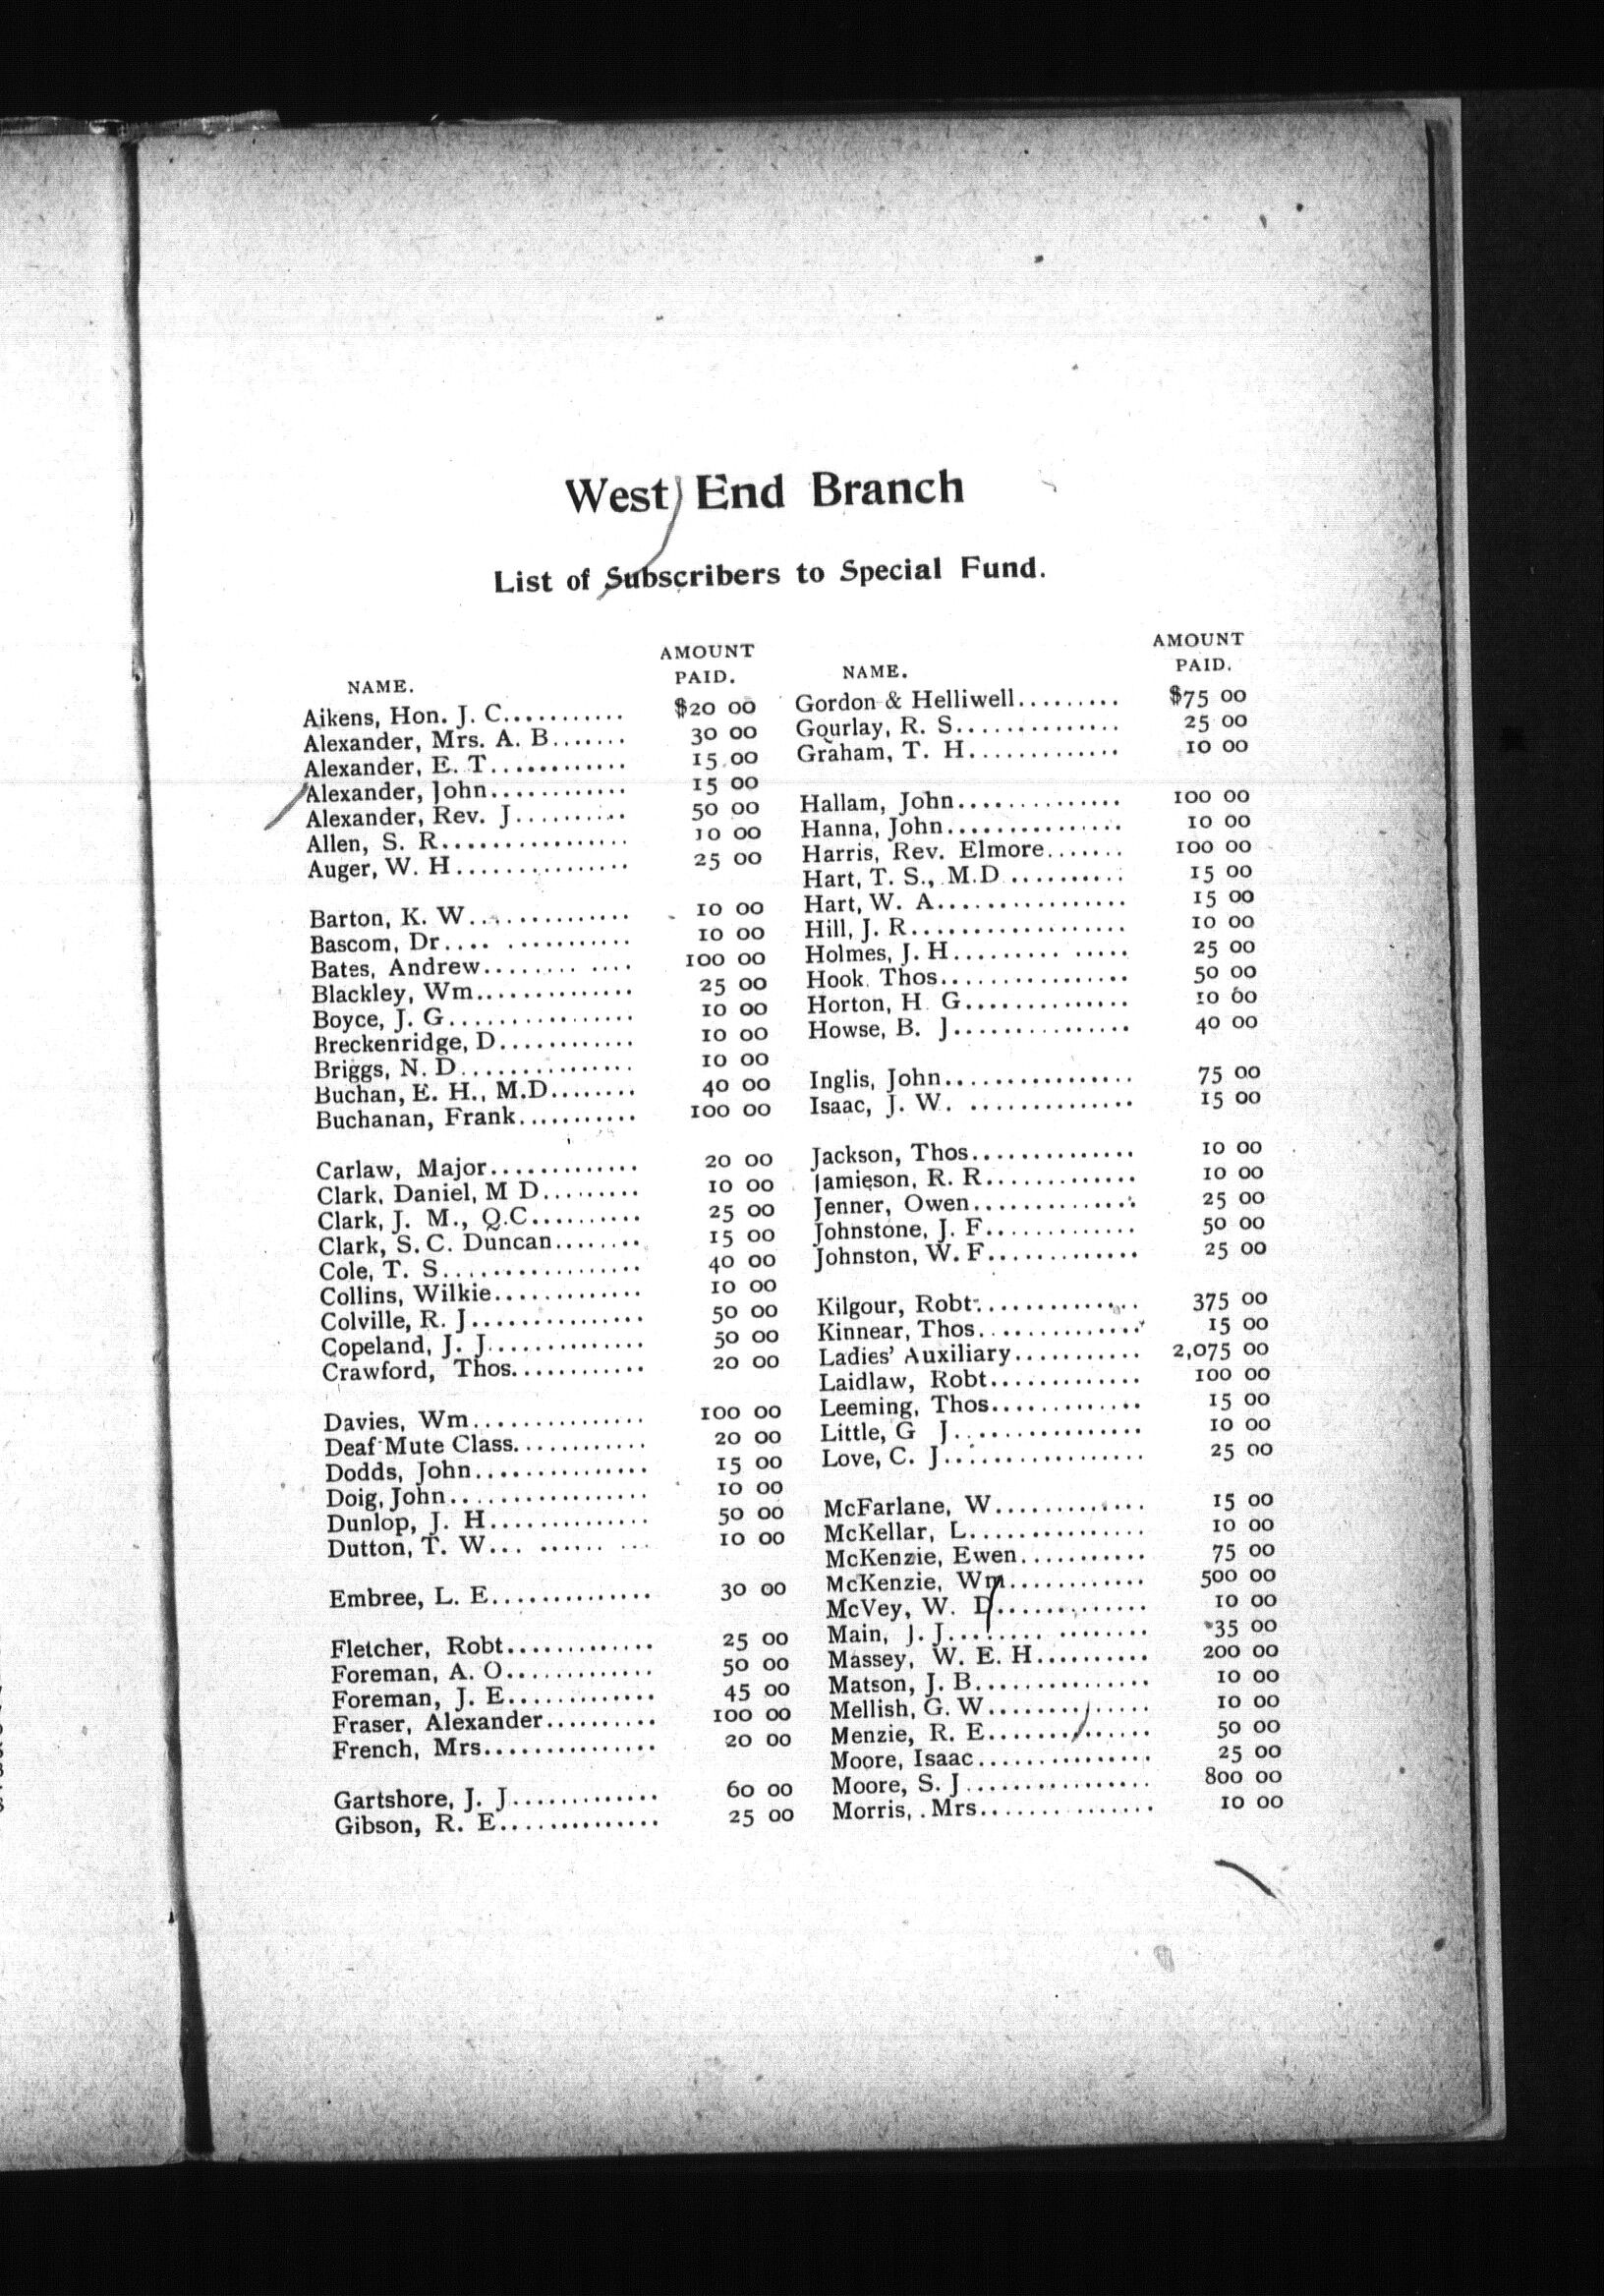 West End Branch
List of Subscribers to Special Fund.
NAME. AMOUNT PAID.
Aikens, Hon. J. C........... $20 00
Alexander, Mrs. A. B....... 30 00
Alexander, E. T............ 15 00
Alexander, John............ 15 00
Alexander, Rev. J.......... 50 00
Allen, S. R................ 10 00
Auger, W. H............... 25 00
Barton, K. W.............. 10 00
Bascom, Dr.... ........... 10 00
Bates, Andrew........ .... 100 00
Blackley, Wm.............. 25 00
Boyce, J. G................ 10 00
Breckenridge, D............ 10 00
Briggs, N. D............... 10 00
Buchan, E. H., M.D........ 40 00
Buchanan, Frank........... 100 00
Carlaw, Major............. 20 00
Clark, Daniel, M D......... 10 00
Clark, J. M., Q.C.......... 25 00
Clark, S. C. Duncan........ 15 00
Cole, T. S.................. 40 00
Collins, Wilkie............. 10 00
Colville, R. J............... 50 00
Copeland, J. J.............. 50 00
Crawford, Thos............ 20 00
Davies, Wm............... 100 00
Deaf-Mute Class............ 20 00
Dodds, John............... 15 00
Doig, John................. 10 00
Dunlop, J. H.............. 50 00
Dutton, T. W... ...... ... 10 00
Embree, L. E.............. 30 00
Fletcher, Robt............. 25 00
Foreman, A. O............. 50 00
Foreman, J. E............. 45 00
Fraser, Alexander.......... 100 00
French, Mrs............... 20 00
Gartshore, J. J............. 60 00
Gibson, R. E.............. 25 00
NAME. AMOUNT PAID.
Gordon & Helliwell......... $75 00
Gourlay, R. S.............. 25 00
Graham, T. H............. 10 00
Hallam, John.............. 100 00
Hanna, John............... 10 00
Harris, Rev. Elmore....... 100 00
Hart, T. S., M.D .......... 15 00
Hart, W. A................ 15 00
Hill, J. R................... 10 00
Holmes, J. H......... ..... 25 00
Hook, Thos................ 50 00
Horton, H. G.............. 10 00
Howse, B. J............... 40 00
Inglis, John................ 75 00
Isaac, J. W. .............. 15 00
Jackson, Thos.............. 10 00
Jamieson, R. R............. 10 00
Jenner, Owen.............. 25 00
Johnstone, J. F............. 50 00
Johnston, W. F............. 25 00
Kilgour, Robt.............. 375 00
Kinnear, Thos.............. 15 00
Ladies' Auxiliary........... 2,075 00
Laidlaw, Robt............. 100 00
Leeming, Thos............. 15 00
Little, G J................. 10 00
Love, C. J................. 25 00
McFarlane, W............. 15 00
McKellar, L............... 10 00
McKenzie, Ewen........... 75 00
McKenzie, Wm............ 500 00
McVey, W. D............. 10 00
Main, J. J......... ........ 35 00
Massey, W. E. H.......... 200 00
Matson, J. B............... 10 00
Mellish, G. W.............. 10 00
Menzie, R. E.............. 50 00
Moore, Isaac............... 25 00
Moore, S. J................ 800 00
Morris, Mrs............... 10 00